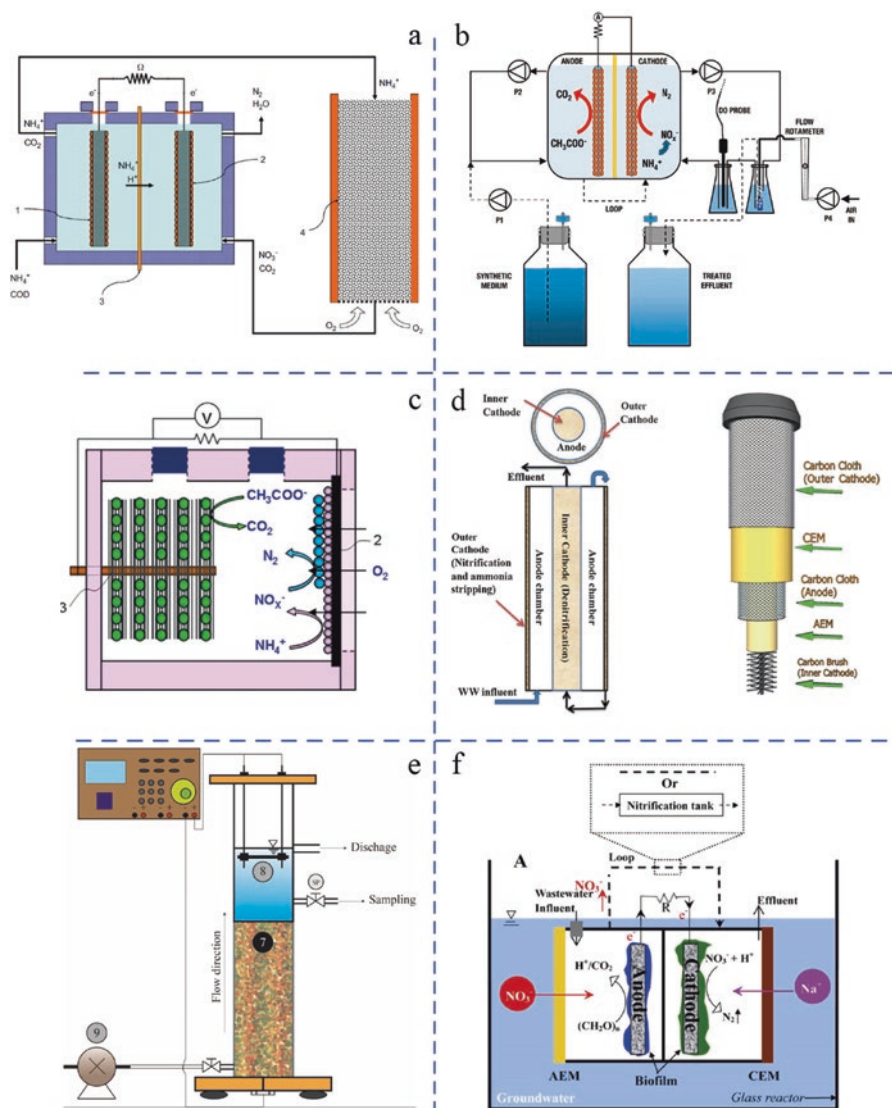 a
Ω
e⁻
e⁻
NH₄⁺
N₂
H₂O
NH₄⁺
CO₂
NH₄⁺
H⁺
2
1
4
NO₃⁻
CO₂
NH₄⁺
COD
3
O₂
O₂
b
A
ANODE
CATHODE
P2
P3
CO₂
N₂
DO PROBE
FLOW
ROTAMETER
CH₃COO⁻
NOₓ⁻
NH₄⁺
LOOP
P1
P4
AIR
IN
SYNTHETIC
MEDIUM
TREATED
EFFLUENT
c
V
CH₃COO⁻
CO₂
2
N₂
O₂
3
NOₓ⁻
NH₄⁺
d
Inner
Cathode
Outer
Cathode
Anode
Effluent
Outer
Cathode
(Nitrification
and ammonia
stripping)
Anode chamber
Inner Cathode (Denitrification)
Anode chamber
WW influent
Carbon Cloth
(Outer Cathode)
CEM
Carbon Cloth
(Anode)
AEM
Carbon Brush
(Inner Cathode)
e
Dischage
8
SP
Sampling
Flow direction
7
9
f
Or
Nitrification tank
A
Loop
NO₃⁻
Wastewater
Influent
R
Effluent
e⁻
e⁻
H⁺/CO₂
NO₃⁻ + H⁺
NO₃⁻
Anode
Cathode
Na⁺
(CH₂O)ₙ
N₂↑
AEM
Biofilm
CEM
Groundwater
Glass reactor